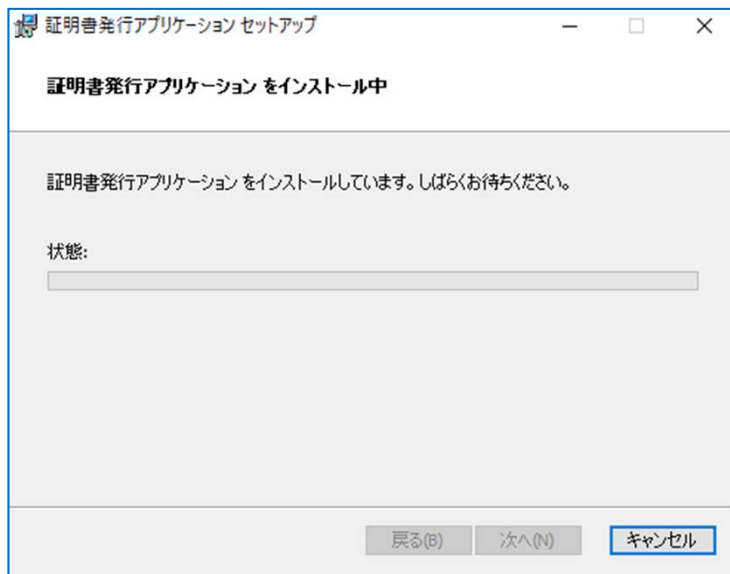 証明書発行アプリケーション セットアップ
証明書発行アプリケーション をインストール中
証明書発行アプリケーション をインストールしています。しばらくお待ちください。
状態:
戻る(B) 次へ(N) キャンセル